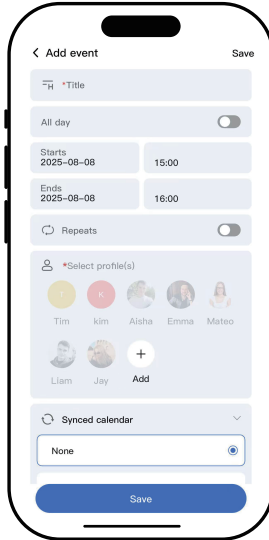 Add event
Save
*Title
All day
Starts
2025-08-08
15:00
Ends
2025-08-08
16:00
Repeats
*Select profile(s)
T
K
Tim
kim
Aisha
Emma
Mateo
Liam
Jay
Add
Synced calendar
None
Save